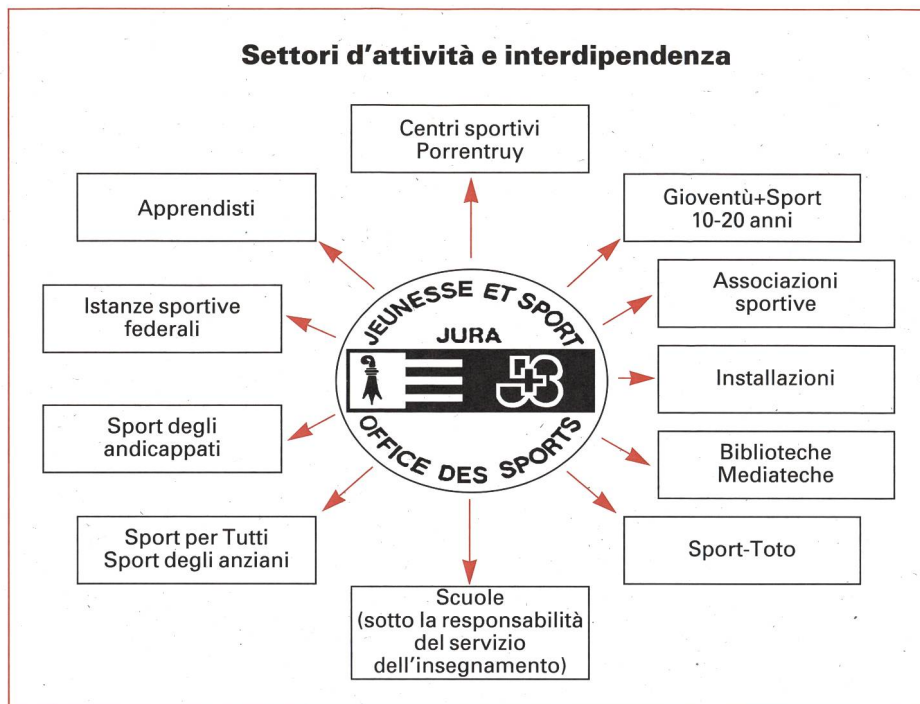 Settori d'attività e interdipendenza
Centri sportivi
Porrentruy
Apprendisti
Gioventù+Sport
10-20 anni
Istanze sportive
federali
Associazioni
sportive
JEUNESSE ET SPORT
JURA
J+S
OFFICE DES SPORTS
Installazioni
Sport degli
andicappati
Biblioteche
Mediateche
Sport per Tutti
Sport degli anziani
Sport-Toto
Scuole
(sotto la responsabilità
del servizio
dell'insegnamento)